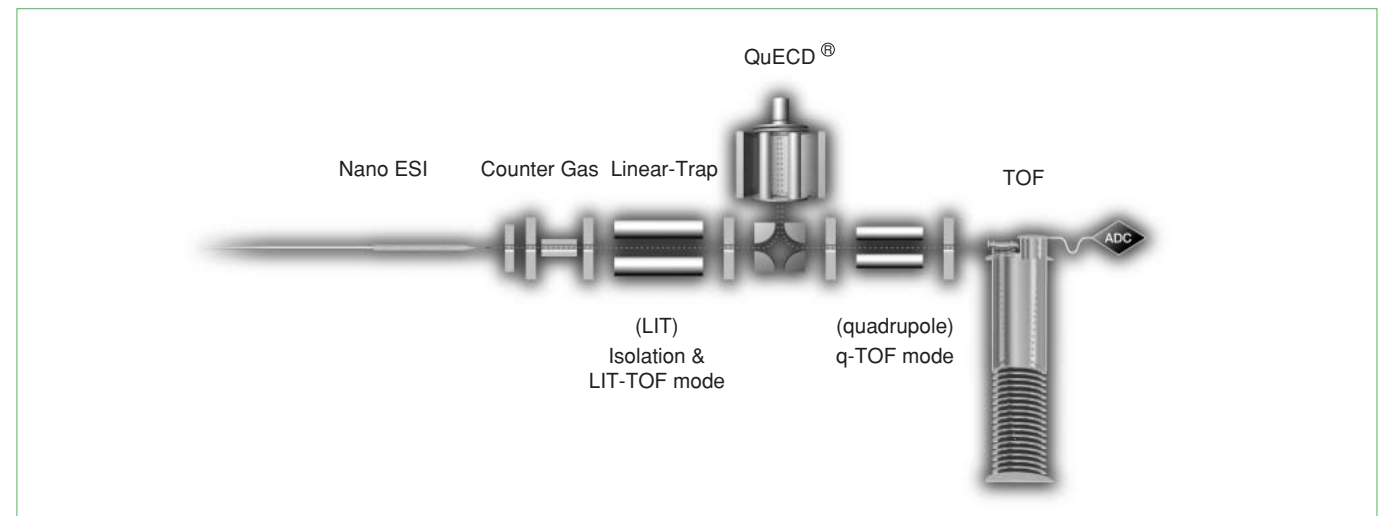 QuECD ®
Nano ESI
Counter Gas
Linear-Trap
TOF
ADC
(LIT)
Isolation &
LIT-TOF mode
(quadrupole)
q-TOF mode